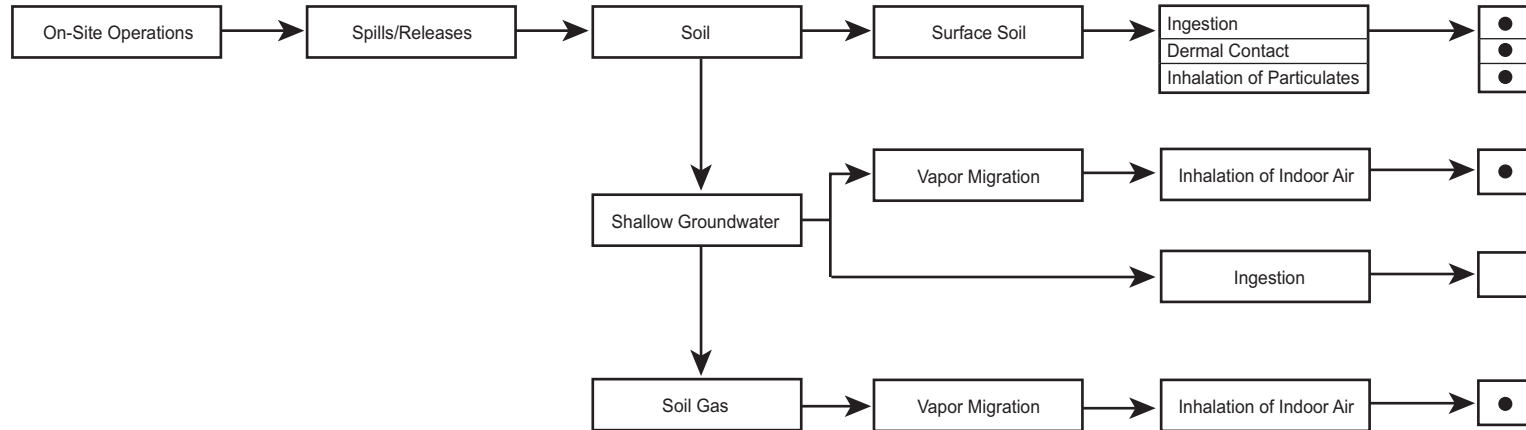 On-Site Operations
Spills/Releases
Soil
Surface Soil
Ingestion
Dermal Contact
Inhalation of Particulates
Vapor Migration
Inhalation of Indoor Air
Shallow Groundwater
Ingestion
Soil Gas
Vapor Migration
Inhalation of Indoor Air